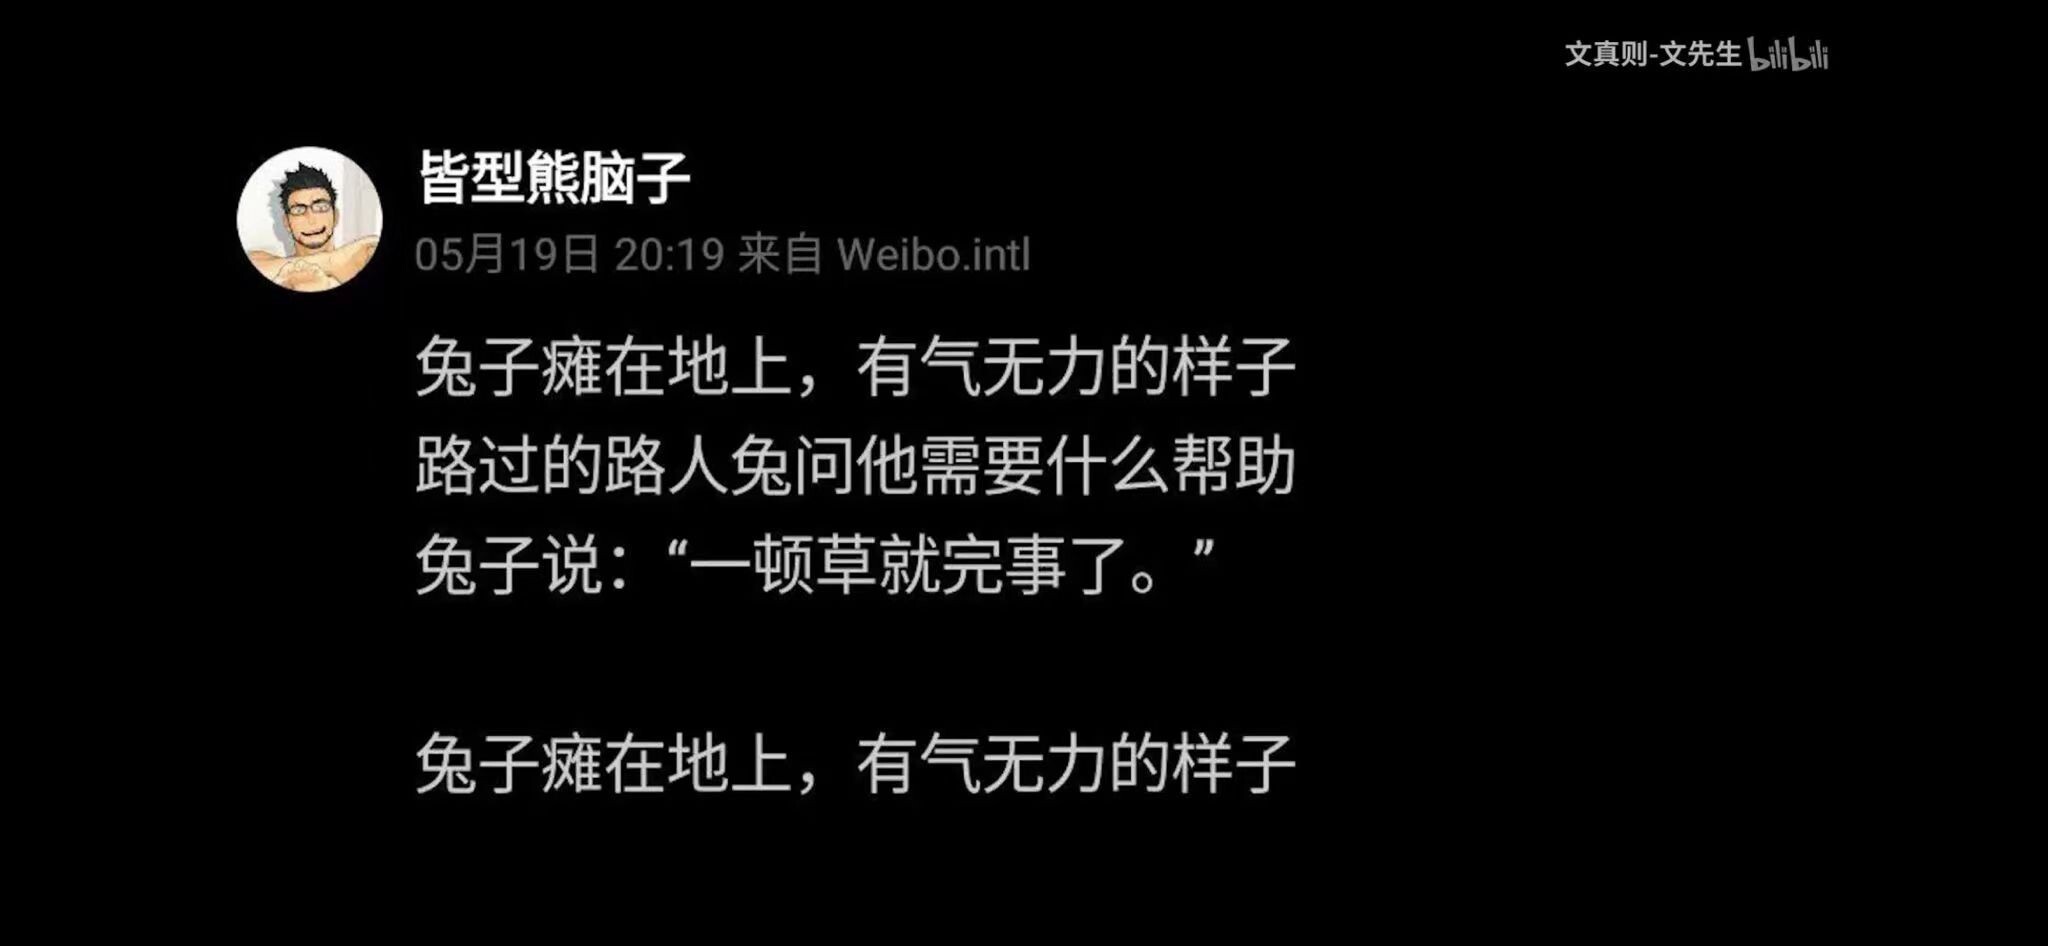 文真则-文先生 bilibili
皆型熊脑子
05月19日 20:19 来自 Weibo.intl
兔子瘫在地上，有气无力的样子
路过的路人兔问他需要什么帮助
兔子说：“一顿草就完事了。”
兔子瘫在地上，有气无力的样子